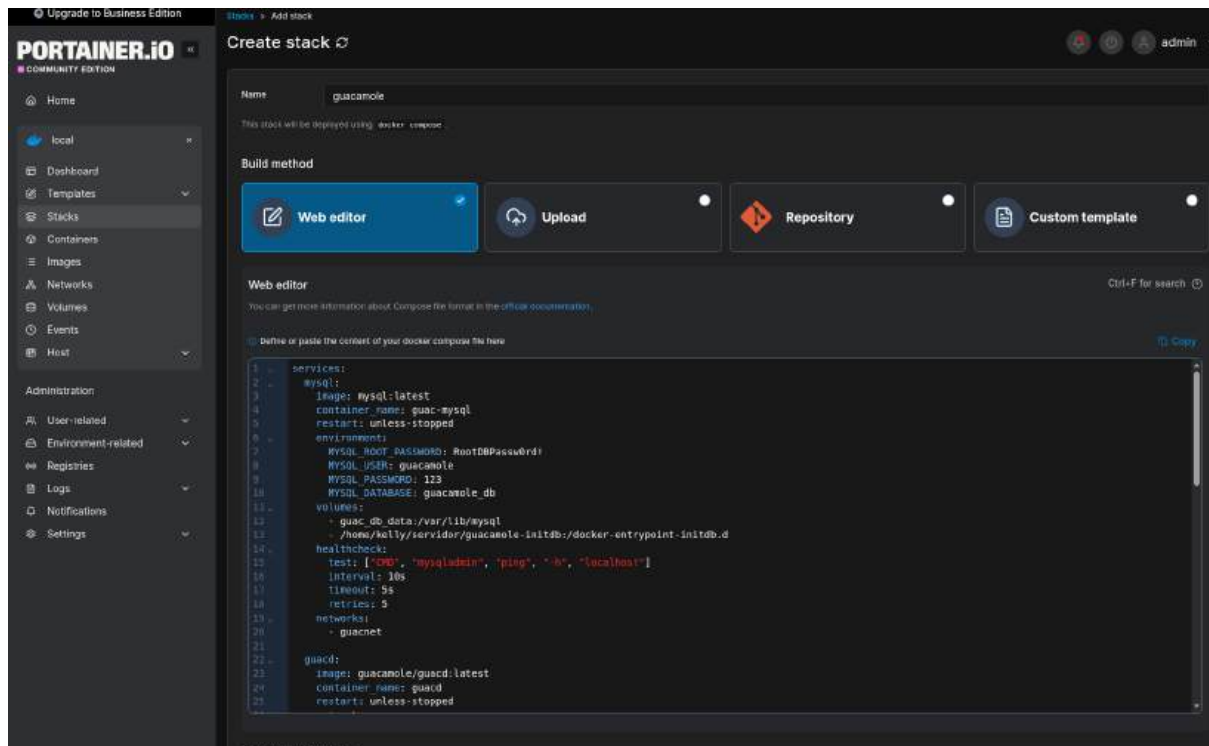 Upgrade to Business Edition
PORTAINER.iO
COMMUNITY EDITION
Home
local
Dashboard
Templates
Stacks
Containers
Images
Networks
Volumes
Events
Host
Administration
User-related
Environment-related
Registries
Logs
Notifications
Settings
Stacks > Add stack
Create stack
admin
Name
guacamole
This stack will be deployed using docker compose.
Build method
Web editor
Upload
Repository
Custom template
Web editor
Ctrl+F for search
You can get more information about Compose file format in the official documentation.
Define or paste the content of your docker compose file here
Copy
1 services:
2 mysql:
3 image: mysql:latest
4 container_name: guac-mysql
5 restart: unless-stopped
6 environment:
7 MYSQL_ROOT_PASSWORD: RootDBPassw0rd!
8 MYSQL_USER: guacamole
9 MYSQL_PASSWORD: 123
10 MYSQL_DATABASE: guacamole_db
11 volumes:
12 - guac_db_data:/var/lib/mysql
13 - /home/kelly/servidor/guacamole-initdb:/docker-entrypoint-initdb.d
14 healthcheck:
15 test: ["CMD", "mysqladmin", "ping", "-h", "localhost"]
16 interval: 10s
17 timeout: 5s
18 retries: 5
19 networks:
20 - guacnet
21
22 guacd:
23 image: guacamole/guacd:latest
24 container_name: guacd
25 restart: unless-stopped